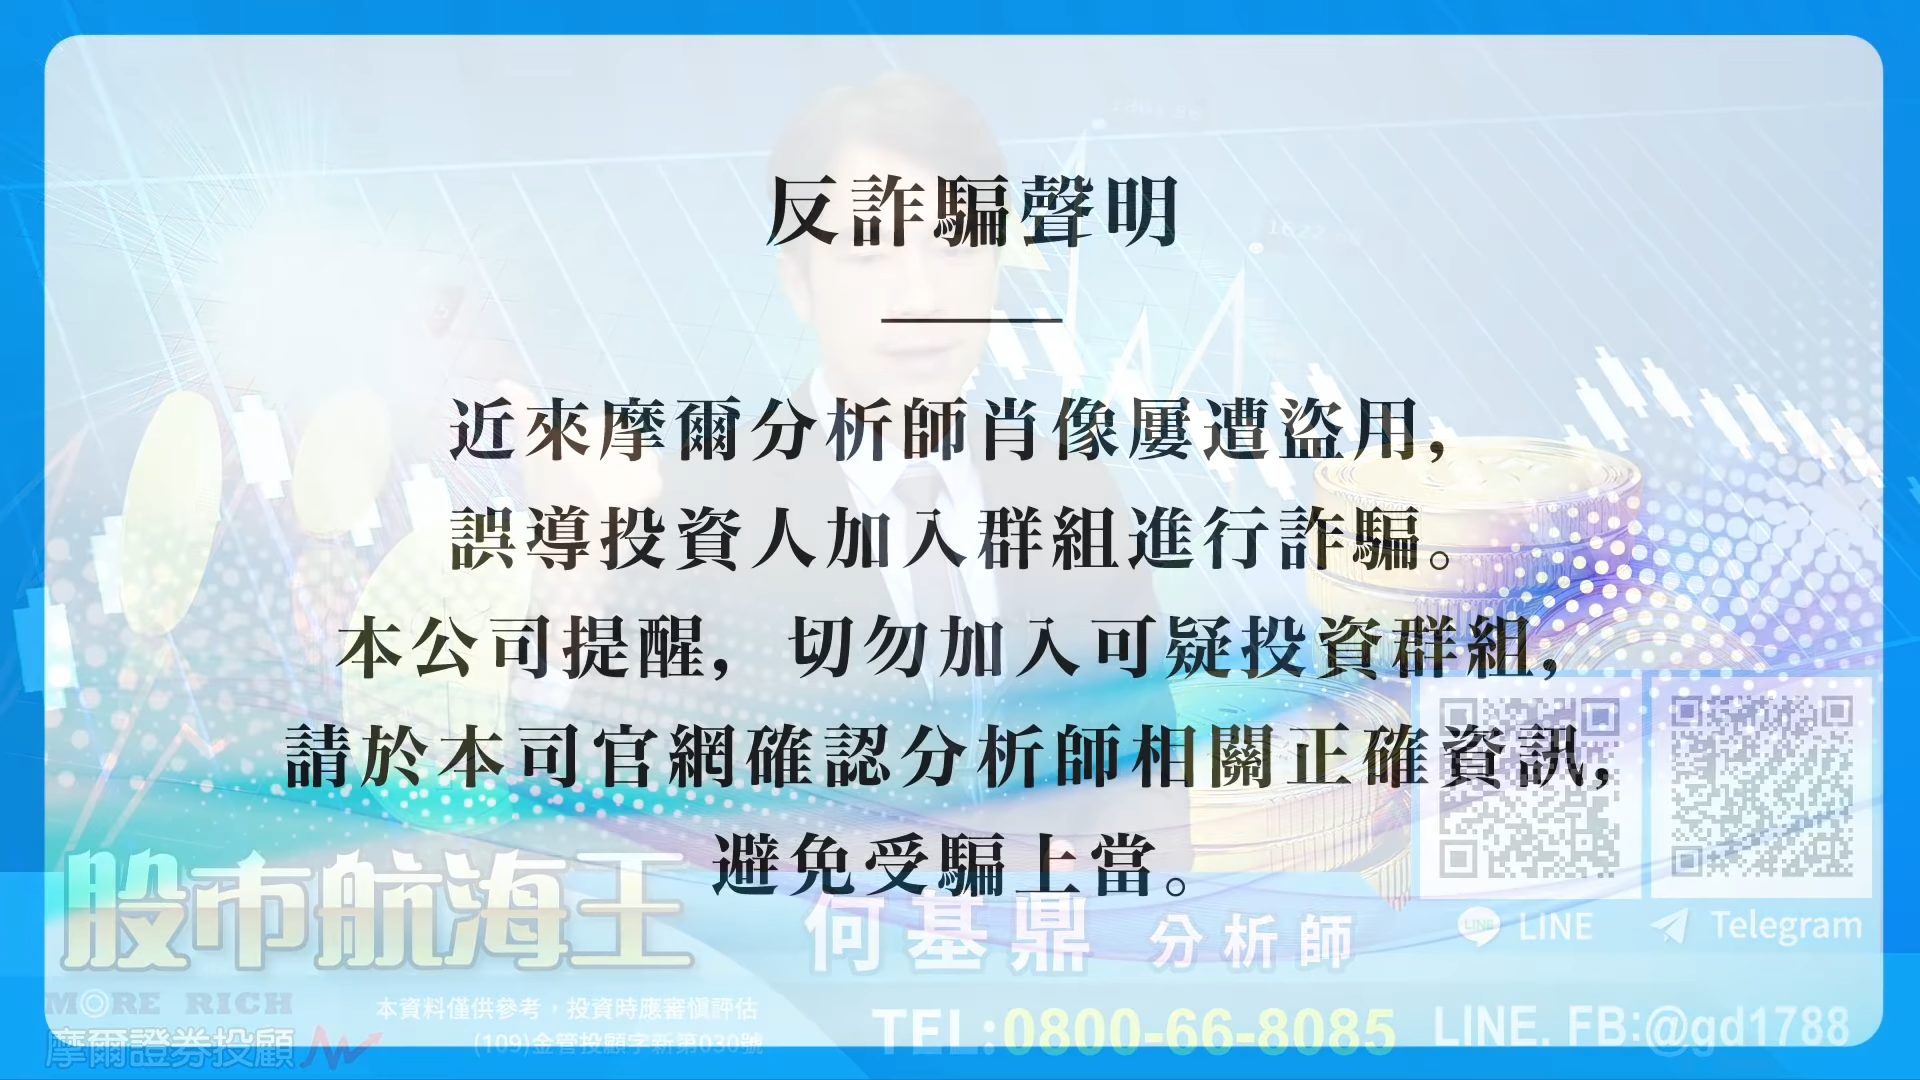 反詐騙聲明
近來摩爾分析師肖像屢遭盜用,
誤導投資人加入群組進行詐騙。
本公司提醒, 切勿加入可疑投資群組,
請於本司官網確認分析師相關正確資訊,
避免受騙上當。
股市航海王
何基鼎 分析師
LINE
Telegram
MORE RICH
摩爾證券投顧
本資料僅供參考，投資時應審慎評估
(109)金管投顧字新第030號
TEL:0800-66-8085
LINE. FB:@gd1788